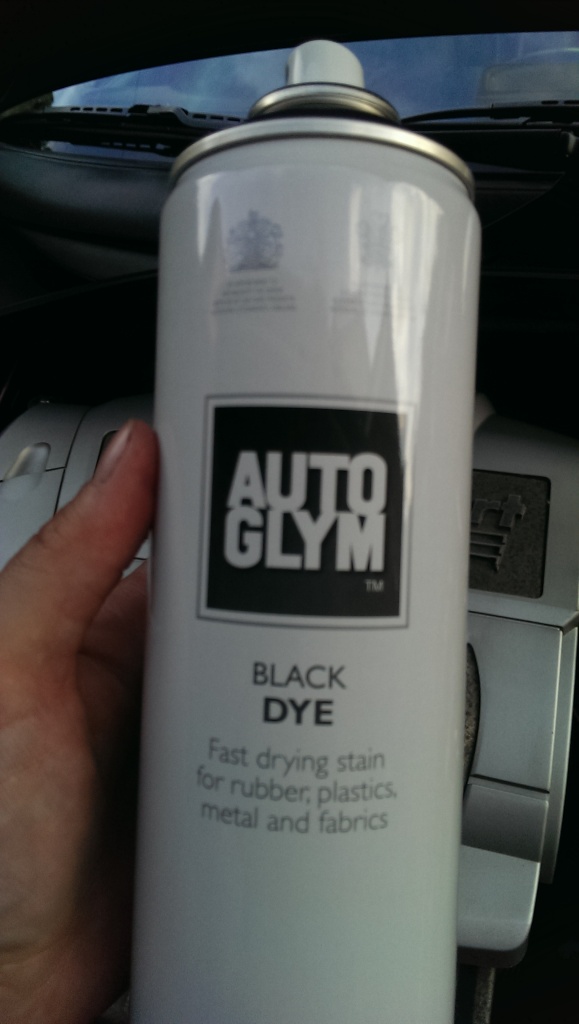 AUTO
GLYM
TM
BLACK
DYE
Fast drying stain
for rubber, plastics,
metal and fabrics